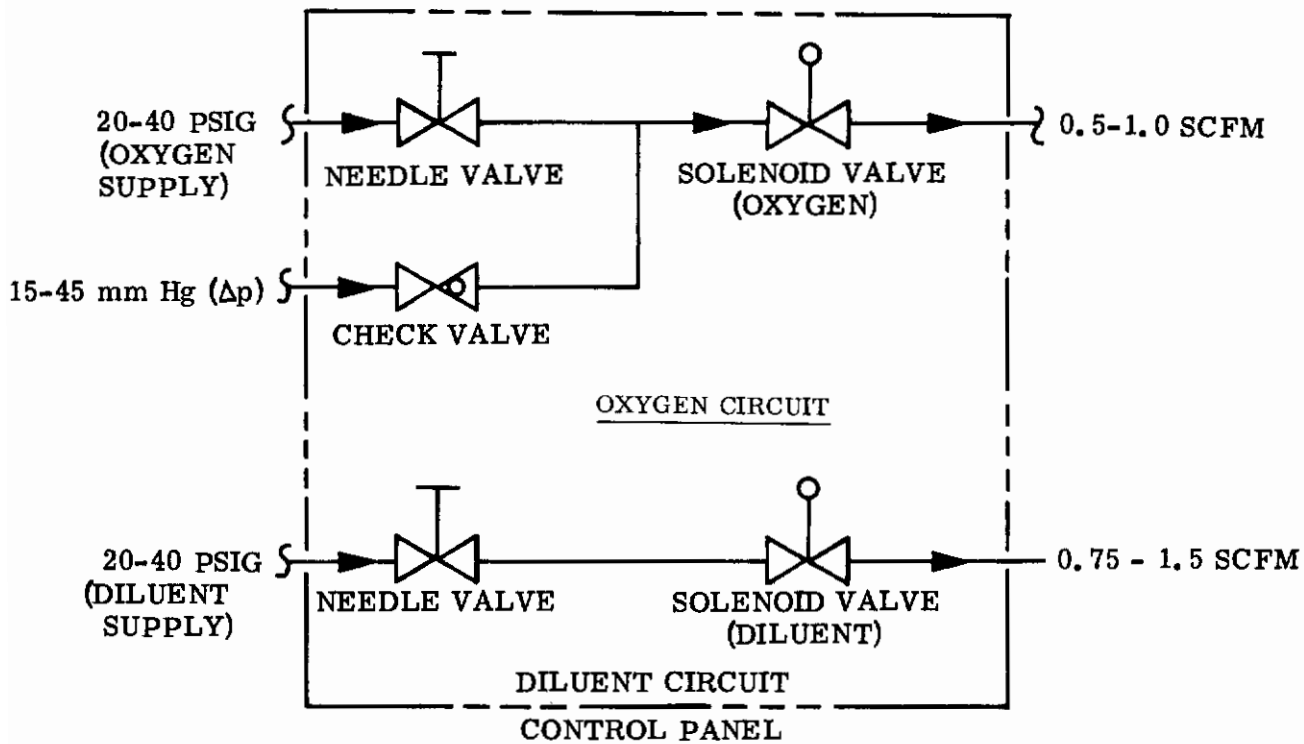 20-40 PSIG
(OXYGEN
SUPPLY)
NEEDLE VALVE
SOLENOID VALVE
(OXYGEN)
0.5-1.0 SCFM
15-45 mm Hg (Δp)
CHECK VALVE
OXYGEN CIRCUIT
20-40 PSIG
(DILUENT
SUPPLY)
NEEDLE VALVE
SOLENOID VALVE
(DILUENT)
0.75 - 1.5 SCFM
DILUENT CIRCUIT
CONTROL PANEL